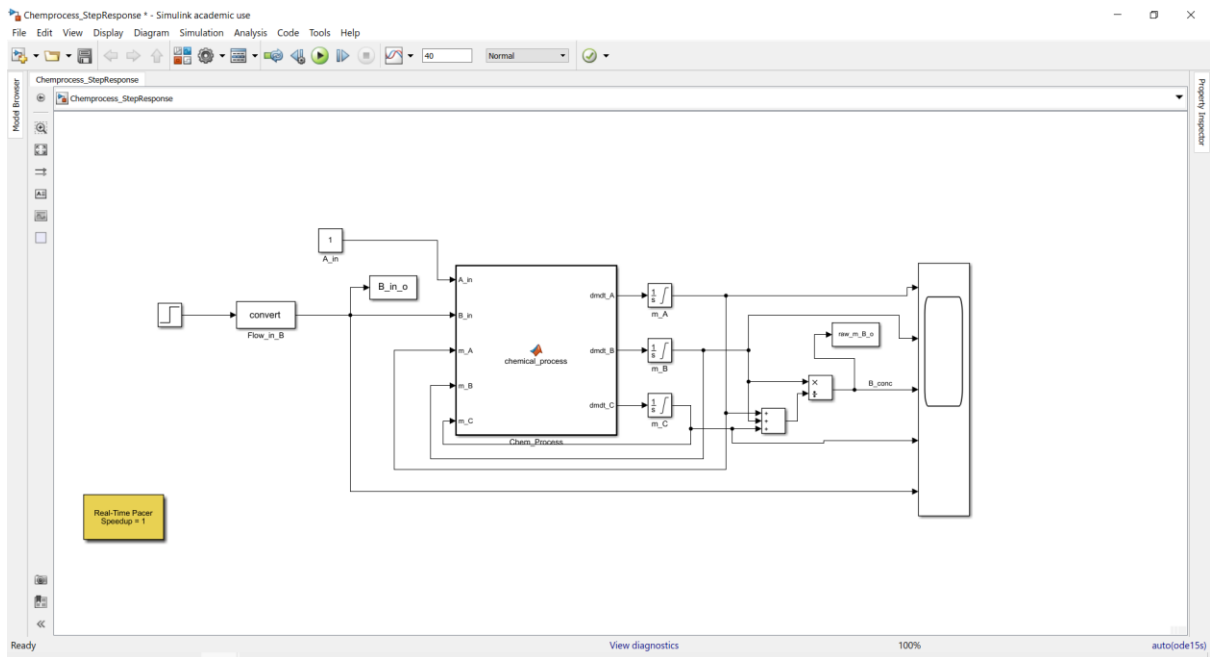 Chemprocess_StepResponse * - Simulink academic use
File Edit View Display Diagram Simulation Analysis Code Tools Help
40
Normal
Model Browser
Chemprocess_StepResponse
Chemprocess_StepResponse
Property Inspector
1
A_in
B_in_o
convert
Flow_in_B
A_in
B_in
m_A
m_B
m_C
chemical_process
dmdt_A
dmdt_B
dmdt_C
Chem_Process
1
s
m_A
1
s
m_B
1
s
m_C
raw_m_B_o
B_conc
×
÷
+
+
+
Real-Time Pacer
Speedup = 1
Ready
View diagnostics
100%
auto(ode15s)